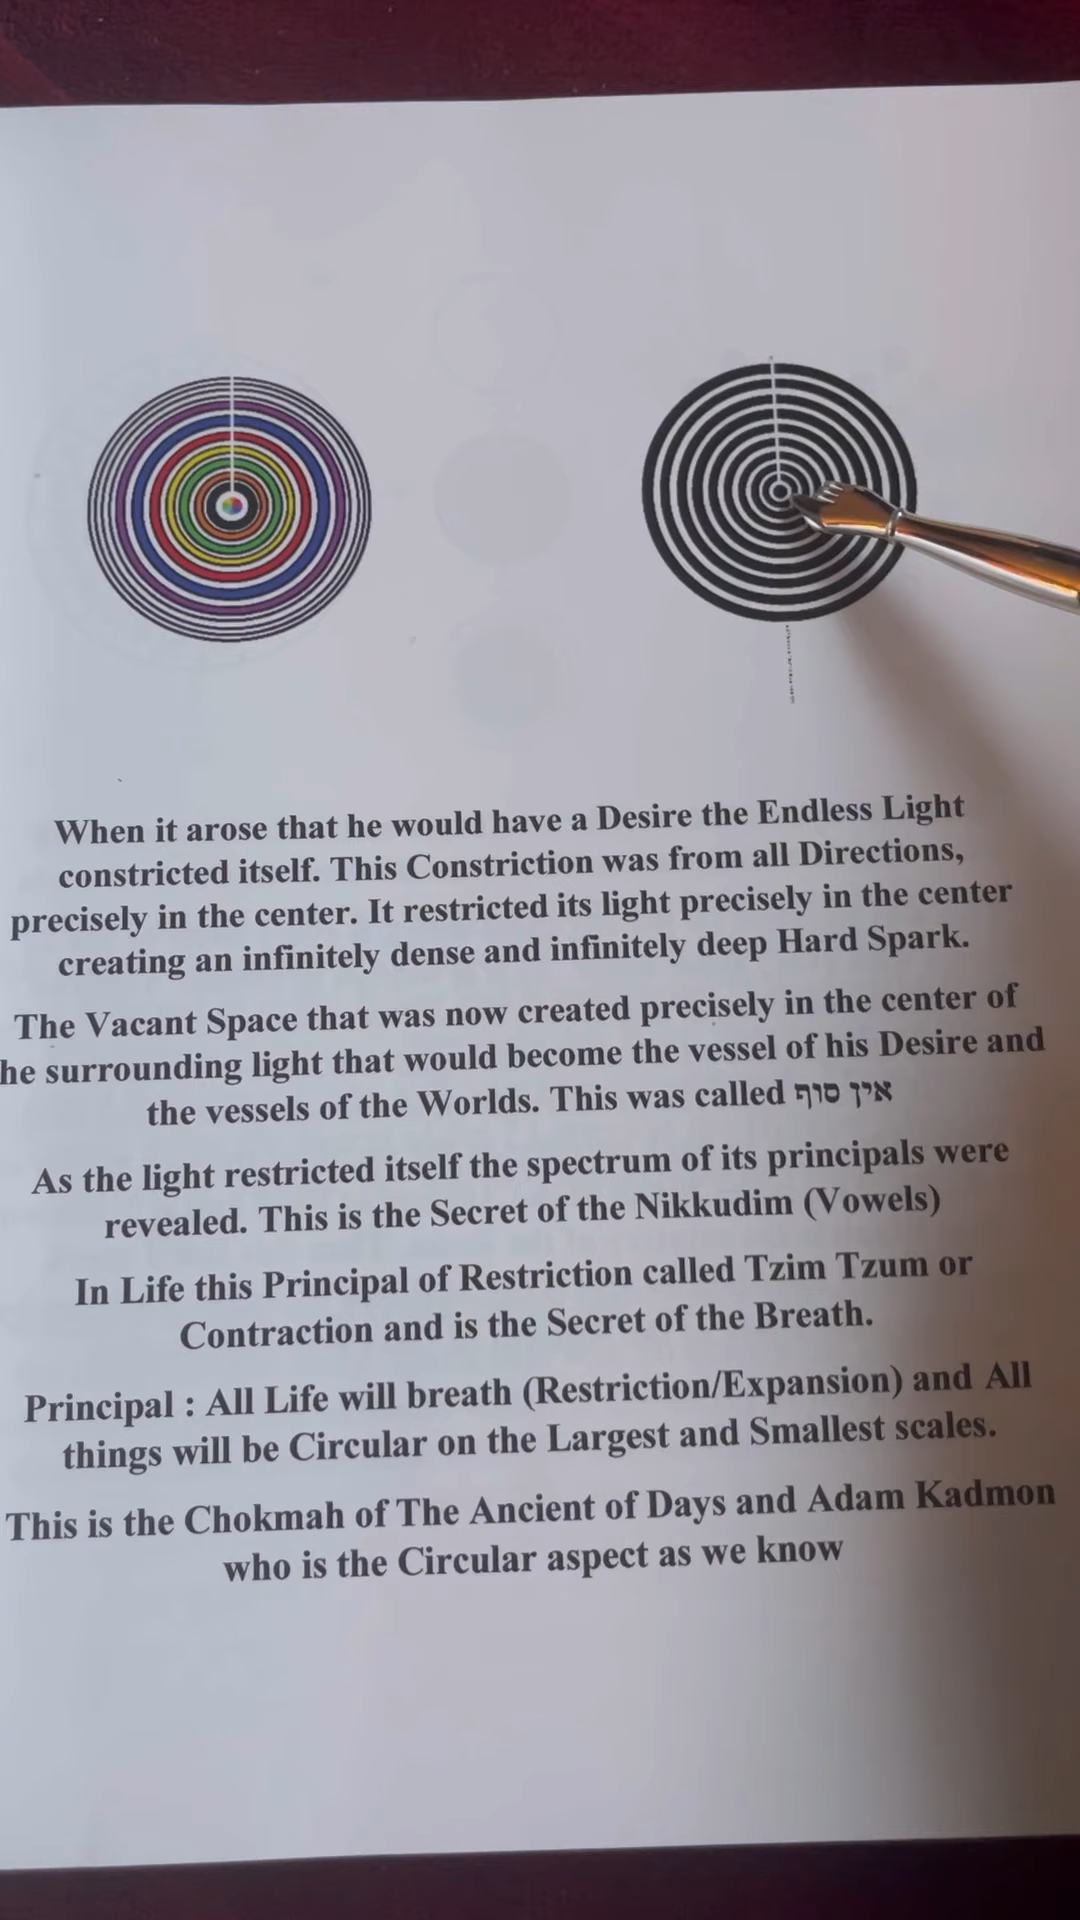 When it arose that he would have a Desire the Endless Light
constricted itself. This Constriction was from all Directions,
precisely in the center. It restricted its light precisely in the center
creating an infinitely dense and infinitely deep Hard Spark.
The Vacant Space that was now created precisely in the center of
he surrounding light that would become the vessel of his Desire and
the vessels of the Worlds. This was called אין סוף
As the light restricted itself the spectrum of its principals were
revealed. This is the Secret of the Nikkudim (Vowels)
In Life this Principal of Restriction called Tzim Tzum or
Contraction and is the Secret of the Breath.
Principal : All Life will breath (Restriction/Expansion) and All
things will be Circular on the Largest and Smallest scales.
This is the Chokmah of The Ancient of Days and Adam Kadmon
who is the Circular aspect as we know